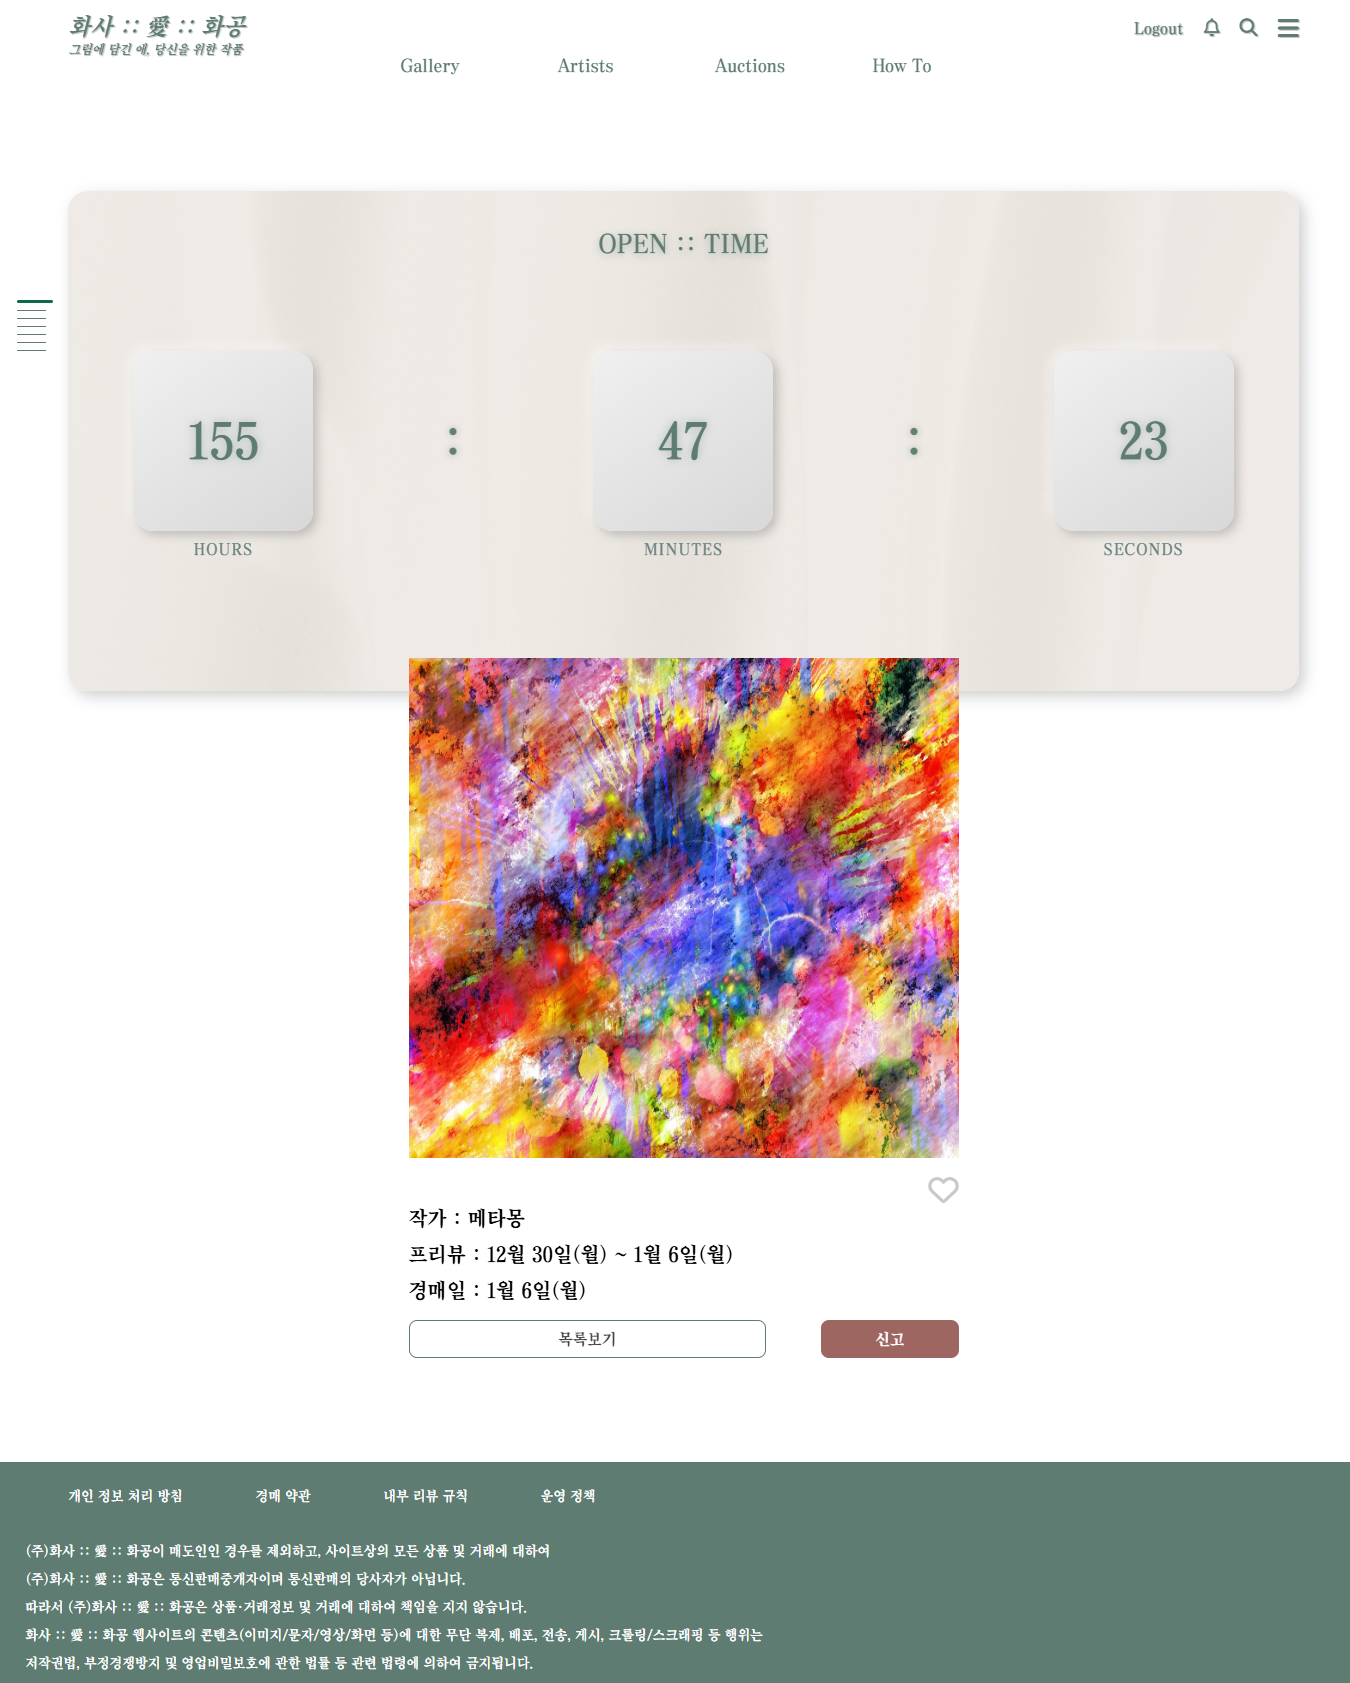 화사 :: 愛 :: 화공
그림에 담긴 애, 당신을 위한 작품
Logout
Gallery Artists Auctions How To
OPEN :: TIME
155 : 47 : 23
HOURS MINUTES SECONDS
작가 : 메타몽
프리뷰 : 12월 30일(월) ~ 1월 6일(월)
경매일 : 1월 6일(월)
목록보기 신고
개인 정보 처리 방침 경매 약관 내부 리뷰 규칙 운영 정책
(주)화사 :: 愛 :: 화공이 매도인인 경우를 제외하고, 사이트상의 모든 상품 및 거래에 대하여
(주)화사 :: 愛 :: 화공은 통신판매중개자이며 통신판매의 당사자가 아닙니다.
따라서 (주)화사 :: 愛 :: 화공은 상품·거래정보 및 거래에 대하여 책임을 지지 않습니다.
화사 :: 愛 :: 화공 웹사이트의 콘텐츠(이미지/문자/영상/화면 등)에 대한 무단 복제, 배포, 전송, 게시, 크롤링/스크래핑 등 행위는
저작권법, 부정경쟁방지 및 영업비밀보호에 관한 법률 등 관련 법령에 의하여 금지됩니다.